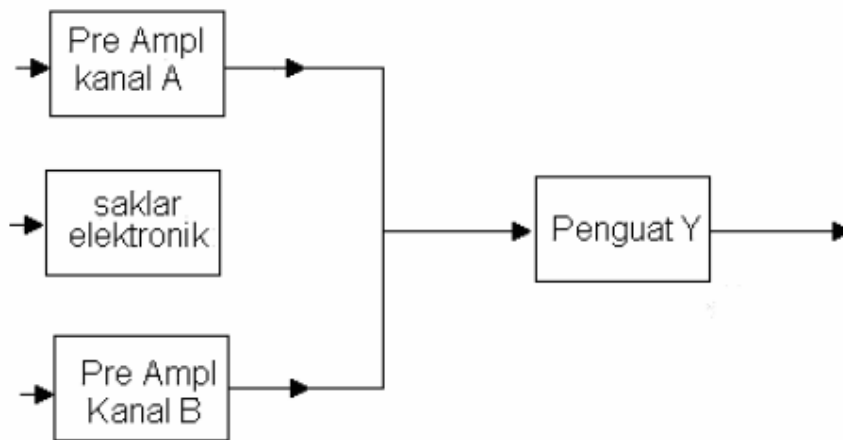 Pre Ampl
kanal A
saklar
elektronik
Penguat Y
Pre Ampl
Kanal B